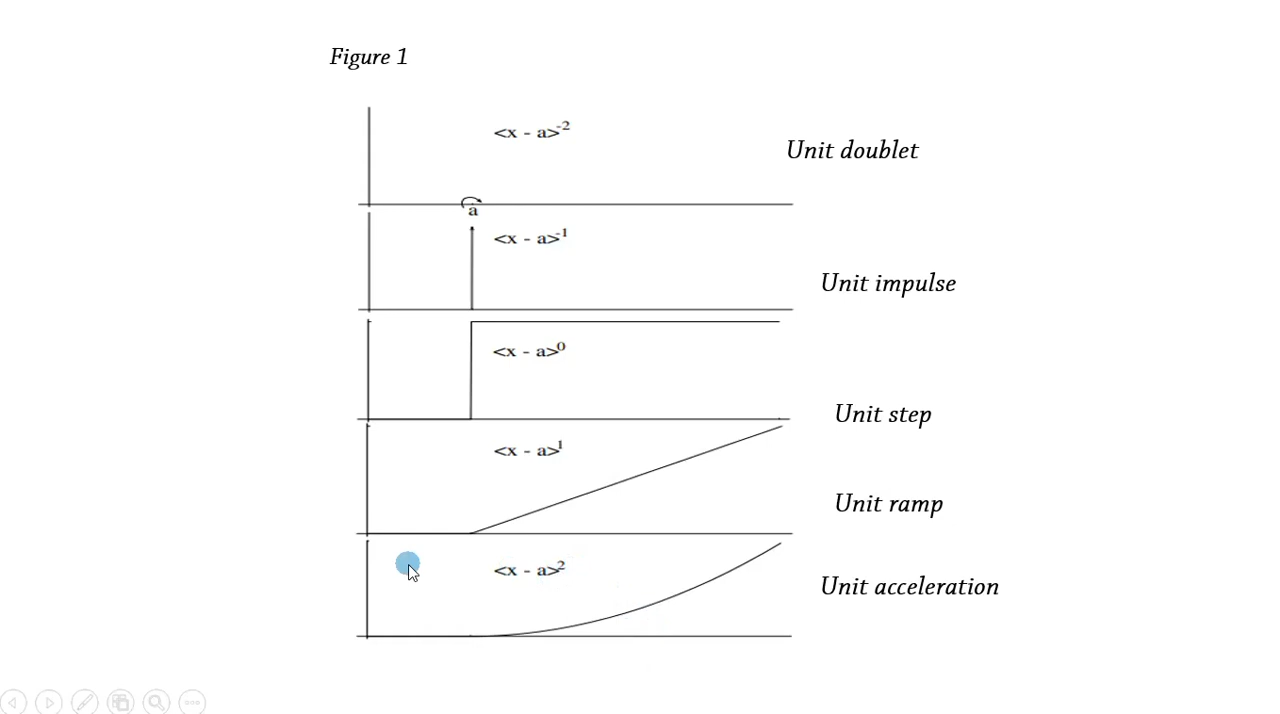 Figure 1
<x - a>-2
Unit doublet
a
<x - a>-1
Unit impulse
<x - a>0
Unit step
<x - a>1
Unit ramp
<x - a>2
Unit acceleration